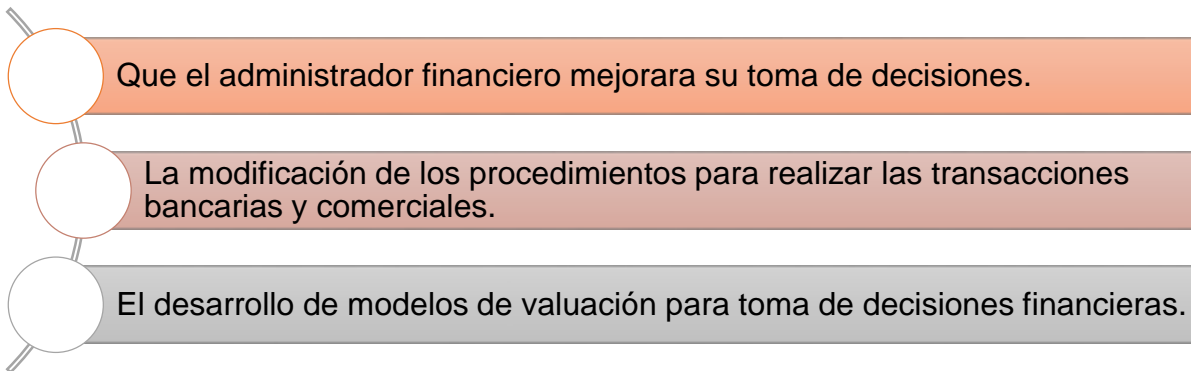 Que el administrador financiero mejorara su toma de decisiones.
La modificación de los procedimientos para realizar las transacciones
bancarias y comerciales.
El desarrollo de modelos de valuación para toma de decisiones financieras.